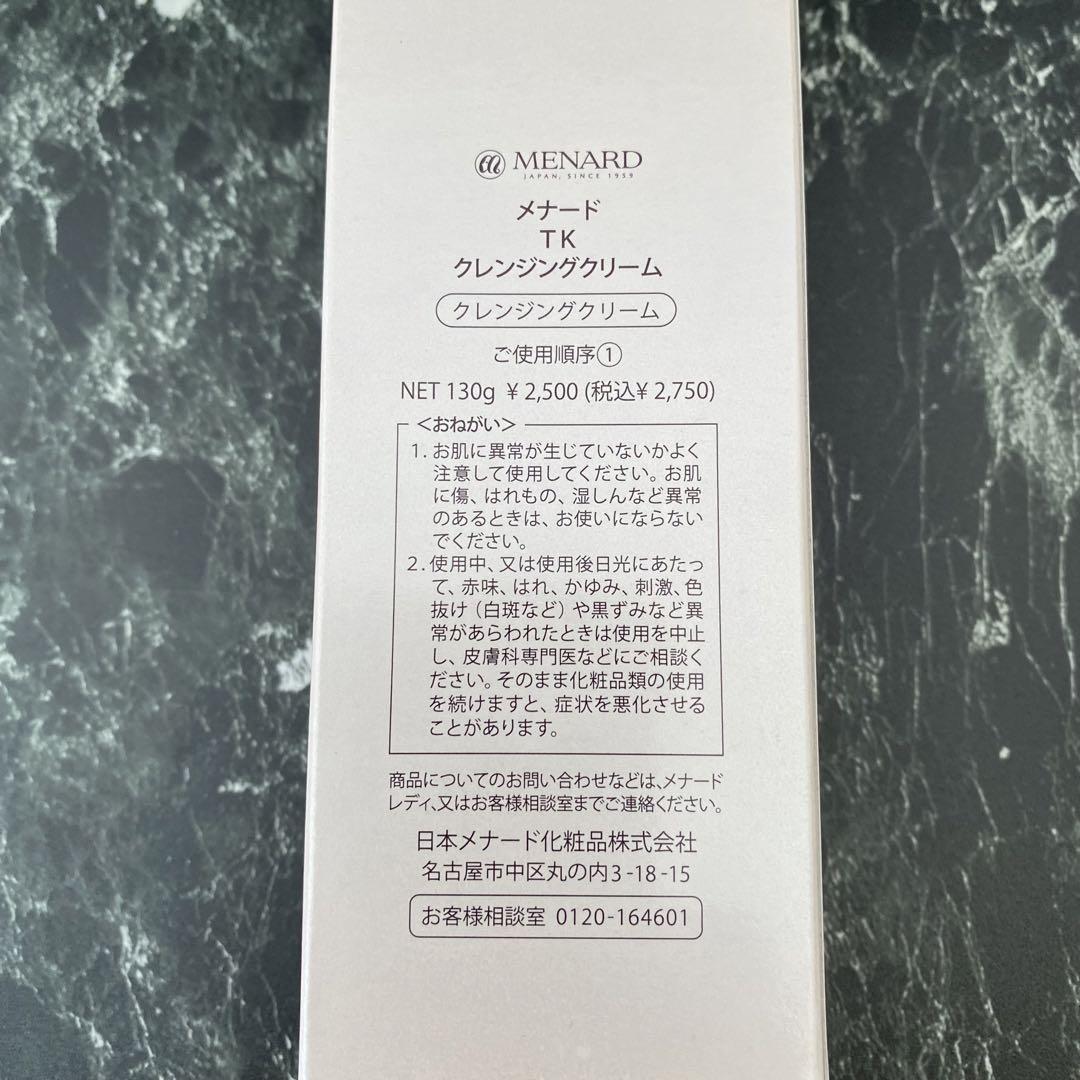 MENARD
JAPAN, SINCE 1959
メナード
TK
クレンジングクリーム
クレンジングクリーム
ご使用順序①
NET 130g ¥2,500 (税込¥2,750)
<おねがい>
1. お肌に異常が生じていないかよく
注意して使用してください。お肌
に傷、はれもの、湿しんなど異常
のあるときは、お使いにならない
でください。
2. 使用中、又は使用後日光にあたっ
て、赤味、はれ、かゆみ、刺激、色
抜け(白斑など)や黒ずみなど異
常があらわれたときは使用を中止
し、皮膚科専門医などにご相談く
ださい。そのまま化粧品類の使用
を続けますと、症状を悪化させる
ことがあります。
商品についてのお問い合わせなどは、メナード
レディ、又はお客様相談室までご連絡ください。
日本メナード化粧品株式会社
名古屋市中区丸の内3-18-15
お客様相談室 0120-164601